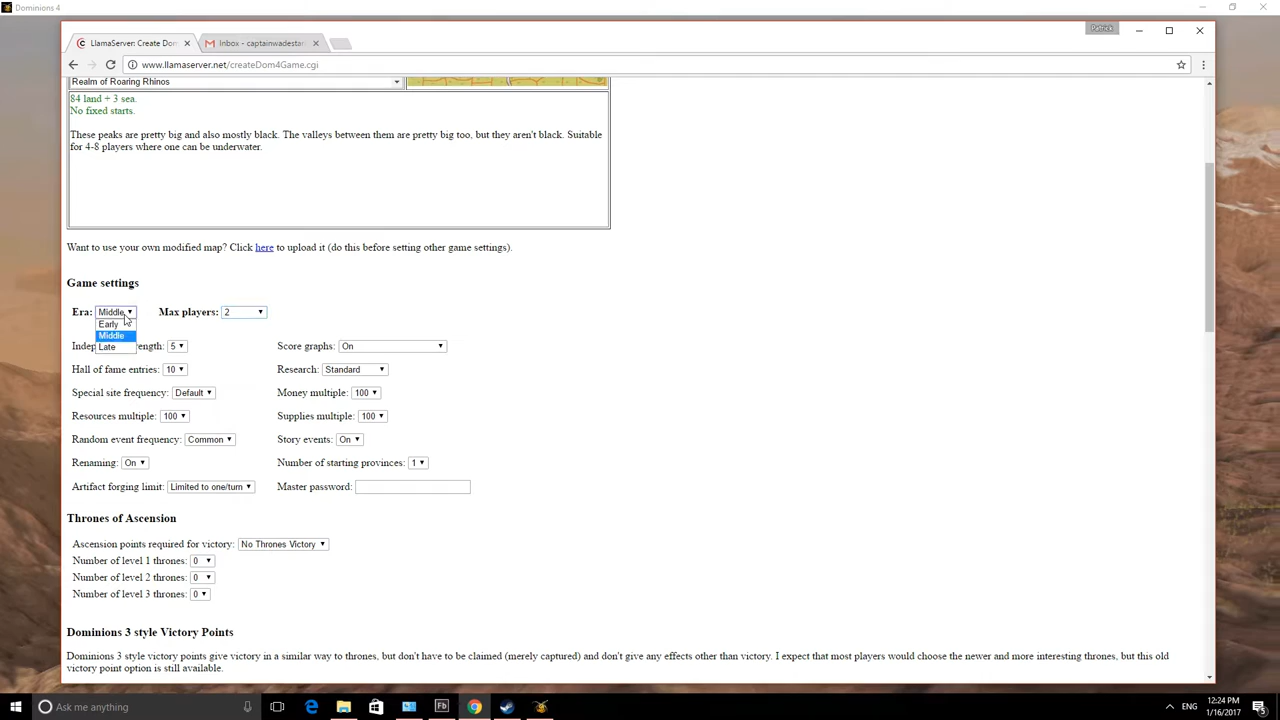 Dominions 4
Patrick
LlamaServer: Create Dom
Inbox - captainwadestar
www.llamaserver.net/createDom4Game.cgi
Realm of Roaring Rhinos
84 land + 3 sea.
No fixed starts.
These peaks are pretty big and also mostly black. The valleys between them are pretty big too, but they aren't black. Suitable
for 4-8 players where one can be underwater.
Want to use your own modified map? Click here to upload it (do this before setting other game settings).
Game settings
Era: Middle Max players: 2
Early
Middle
Late
Indep rength: 5 Score graphs: On
Hall of fame entries: 10 Research: Standard
Special site frequency: Default Money multiple: 100
Resources multiple: 100 Supplies multiple: 100
Random event frequency: Common Story events: On
Renaming: On Number of starting provinces: 1
Artifact forging limit: Limited to one/turn Master password:
Thrones of Ascension
Ascension points required for victory: No Thrones Victory
Number of level 1 thrones: 0
Number of level 2 thrones: 0
Number of level 3 thrones: 0
Dominions 3 style Victory Points
Dominions 3 style victory points give victory in a similar way to thrones, but don't have to be claimed (merely captured) and don't give any effects other than victory. I expect that most players would choose the newer and more interesting thrones, but this old
victory point option is still available.
Ask me anything
Fb
ENG
12:24 PM
1/16/2017
5